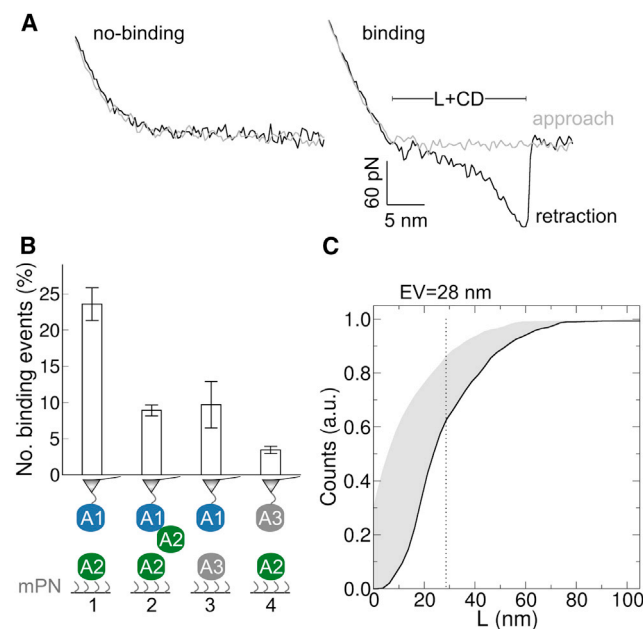 A
no-binding
binding
L+CD
approach
60 pN
5 nm
retraction
B
No. binding events (%)
25
20
15
10
5
0
A1 A1 A1 A3
A2
A2 A2 A3 A2
mPN
1 2 3 4
C
EV=28 nm
Counts (a.u.)
1.0
0.8
0.6
0.4
0.2
0.0
0 20 40 60 80 100
L (nm)